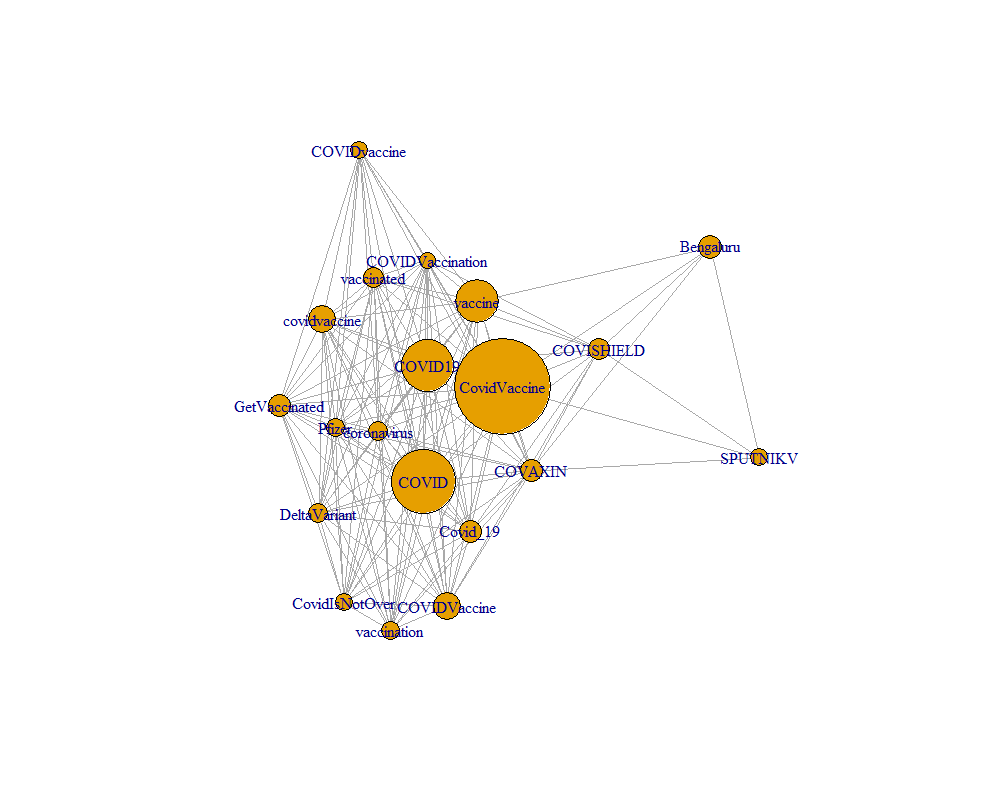 COVIDvaccine
Bengaluru
COVIDVaccination
vaccinated
vaccine
covidvaccine
COVISHIELD
COVID19
CovidVaccine
GetVaccinated
Pfizer
coronavirus
SPUTNIKV
COVAXIN
COVID
DeltaVariant
Covid_19
CovidIsNotOver
COVIDVaccine
vaccination